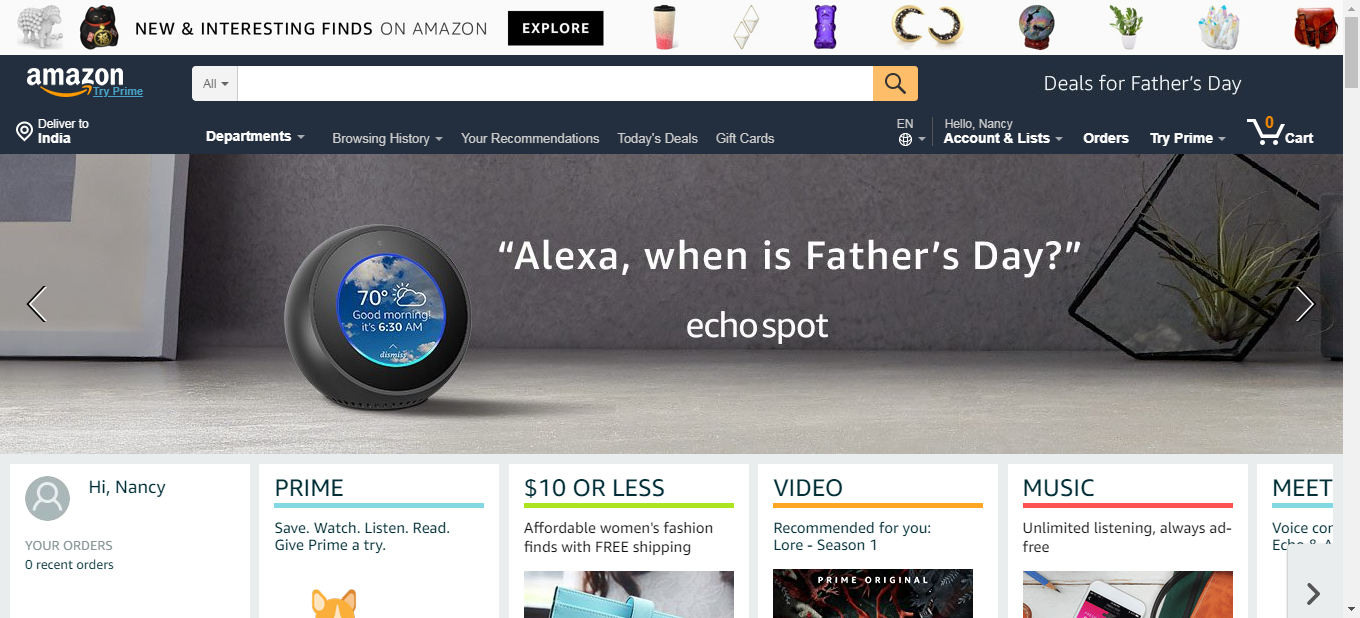 NEW & INTERESTING FINDS ON AMAZON
EXPLORE
amazon
Try Prime
All
Deals for Father's Day
Deliver to
India
Departments
Browsing History
Your Recommendations
Today's Deals
Gift Cards
EN
Hello, Nancy
Account & Lists
Orders
Try Prime
0
Cart
“Alexa, when is Father’s Day?”
echo spot
70°
Good morning!
it's 6:30 AM
dismiss
Hi, Nancy
YOUR ORDERS
0 recent orders
PRIME
Save. Watch. Listen. Read.
Give Prime a try.
$10 OR LESS
Affordable women's fashion
finds with FREE shipping
VIDEO
Recommended for you:
Lore - Season 1
PRIME ORIGINAL
MUSIC
Unlimited listening, always ad-
free
MEET
Voice
Echo &